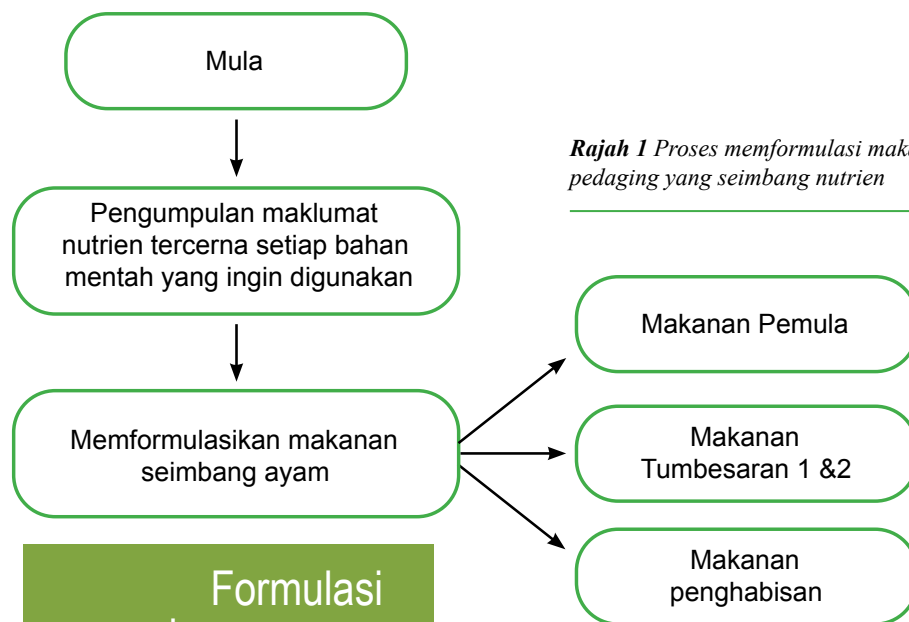 Mula
Rajah 1 Proses memformulasi
pedaging yang seimbang nutrien
Pengumpulan maklumat
nutrien tercerna setiap bahan
mentah yang ingin digunakan
Makanan Pemula
Memformulasikan makanan
seimbang ayam
Makanan
Tumbesaran 1 &2
Makanan
penghabisan
Formulasi